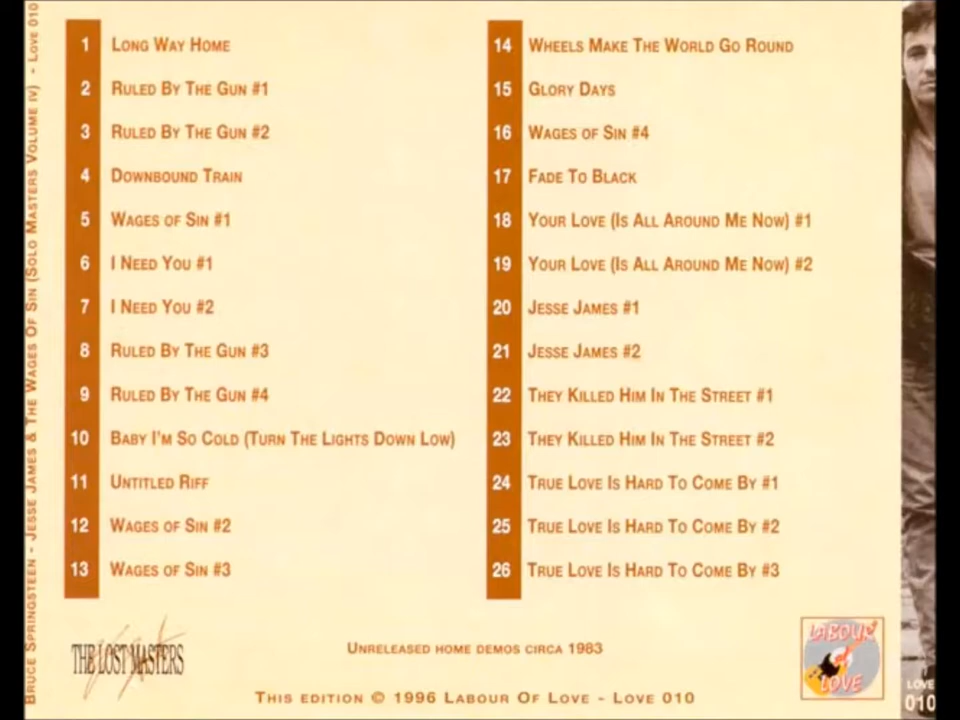 BRUCE SPRINGSTEEN - JESSE JAMES & THE WAGES OF SIN (SOLO MASTERS VOLUME IV) - LOVE 010
1 LONG WAY HOME
2 RULED BY THE GUN #1
3 RULED BY THE GUN #2
4 DOWNBOUND TRAIN
5 WAGES OF SIN #1
6 I NEED YOU #1
7 I NEED YOU #2
8 RULED BY THE GUN #3
9 RULED BY THE GUN #4
10 BABY I'M SO COLD (TURN THE LIGHTS DOWN LOW)
11 UNTITLED RIFF
12 WAGES OF SIN #2
13 WAGES OF SIN #3
14 WHEELS MAKE THE WORLD GO ROUND
15 GLORY DAYS
16 WAGES OF SIN #4
17 FADE TO BLACK
18 YOUR LOVE (IS ALL AROUND ME NOW) #1
19 YOUR LOVE (IS ALL AROUND ME NOW) #2
20 JESSE JAMES #1
21 JESSE JAMES #2
22 THEY KILLED HIM IN THE STREET #1
23 THEY KILLED HIM IN THE STREET #2
24 TRUE LOVE IS HARD TO COME BY #1
25 TRUE LOVE IS HARD TO COME BY #2
26 TRUE LOVE IS HARD TO COME BY #3
THE LOST MASTERS
UNRELEASED HOME DEMOS CIRCA 1983
THIS EDITION © 1996 LABOUR OF LOVE - LOVE 010
LABOUR
OF
LOVE
LOVE
010